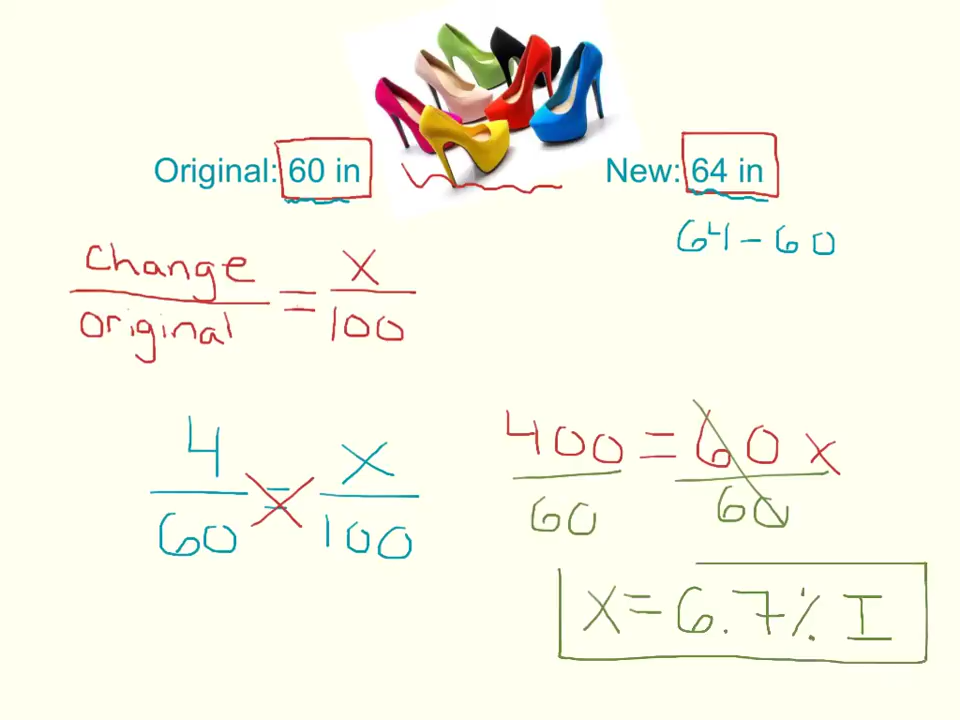 Original: 60 in
New: 64 in
64 - 60
change
original
=
x
100
4
60
=
x
100
400 = 60 x
60
60
x = 6.7% I